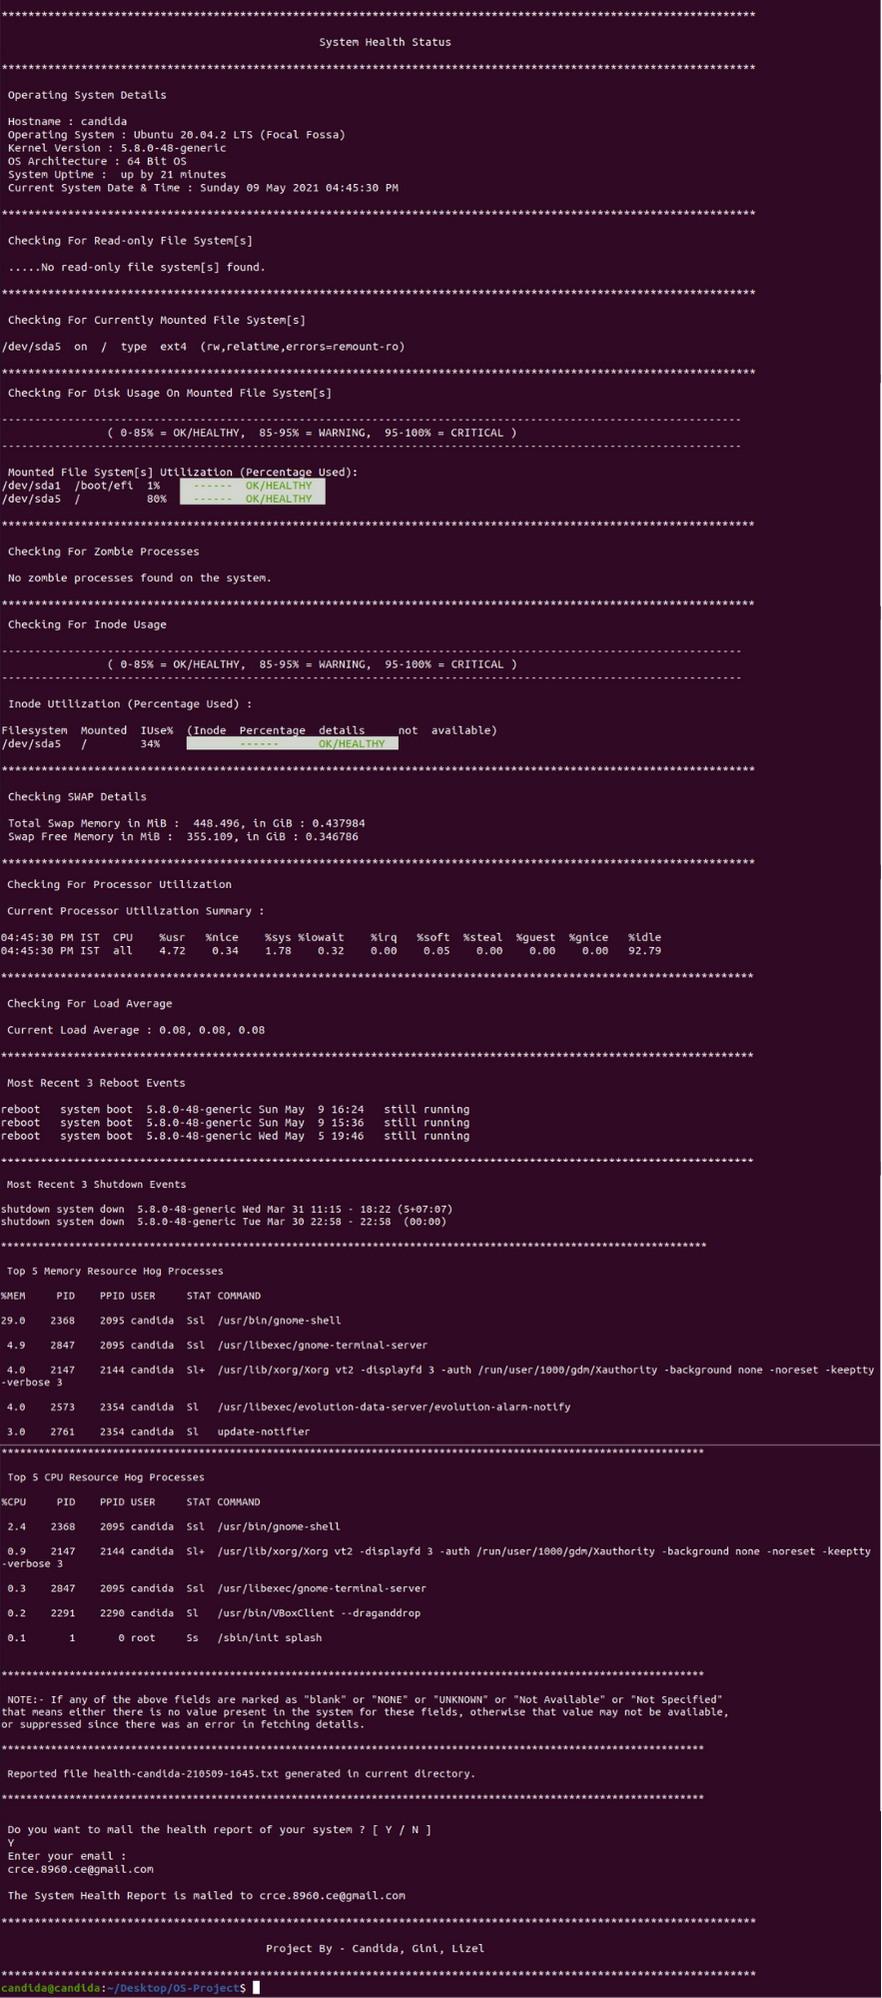 ******************************************************************************************************************
System Health Status
******************************************************************************************************************
Operating System Details
Hostname : candida
Operating System : Ubuntu 20.04.2 LTS (Focal Fossa)
Kernel Version : 5.8.0-48-generic
OS Architecture : 64 Bit OS
System Uptime :  up by 21 minutes
Current System Date & Time : Sunday 09 May 2021 04:45:30 PM
******************************************************************************************************************
Checking For Read-only File System[s]
.....No read-only file system[s] found.
******************************************************************************************************************
Checking For Currently Mounted File System[s]
/dev/sda5  on  /  type  ext4  (rw,relatime,errors=remount-ro)
******************************************************************************************************************
Checking For Disk Usage On Mounted File System[s]
----------------------------------------------------------------------------------------------------------------
( 0-85% = OK/HEALTHY,  85-95% = WARNING,  95-100% = CRITICAL )
----------------------------------------------------------------------------------------------------------------
Mounted File System[s] Utilization (Percentage Used):
/dev/sda1  /boot/efi  1%    ------  OK/HEALTHY
/dev/sda5  /          80%   ------  OK/HEALTHY
******************************************************************************************************************
Checking For Zombie Processes
No zombie processes found on the system.
******************************************************************************************************************
Checking For Inode Usage
----------------------------------------------------------------------------------------------------------------
( 0-85% = OK/HEALTHY,  85-95% = WARNING,  95-100% = CRITICAL )
----------------------------------------------------------------------------------------------------------------
Inode Utilization (Percentage Used) :
Filesystem  Mounted  IUse%  (Inode  Percentage  details     not  available)
/dev/sda5   /        34%            ------      OK/HEALTHY
******************************************************************************************************************
Checking SWAP Details
Total Swap Memory in MiB :  448.496, in GiB : 0.437984
Swap Free Memory in MiB :  355.109, in GiB : 0.346786
******************************************************************************************************************
Checking For Processor Utilization
Current Processor Utilization Summary :
04:45:30 PM IST  CPU    %usr   %nice    %sys %iowait    %irq   %soft  %steal  %guest  %gnice   %idle
04:45:30 PM IST  all    4.72    0.34    1.78    0.32    0.00    0.05    0.00    0.00    0.00   92.79
******************************************************************************************************************
Checking For Load Average
Current Load Average : 0.08, 0.08, 0.08
******************************************************************************************************************
Most Recent 3 Reboot Events
reboot   system boot  5.8.0-48-generic Sun May  9 16:24   still running
reboot   system boot  5.8.0-48-generic Sun May  9 15:36   still running
reboot   system boot  5.8.0-48-generic Wed May  5 19:46   still running
******************************************************************************************************************
Most Recent 3 Shutdown Events
shutdown system down  5.8.0-48-generic Wed Mar 31 11:15 - 18:22 (5+07:07)
shutdown system down  5.8.0-48-generic Tue Mar 30 22:58 - 22:58  (00:00)
******************************************************************************************************************
Top 5 Memory Resource Hog Processes
%MEM     PID    PPID USER     STAT COMMAND
29.0    2368    2095 candida  Ssl  /usr/bin/gnome-shell
4.9    2847    2095 candida  Ssl  /usr/libexec/gnome-terminal-server
4.0    2147    2144 candida  Sl+  /usr/lib/xorg/Xorg vt2 -displayfd 3 -auth /run/user/1000/gdm/Xauthority -background none -noreset -keeptty
-verbose 3
4.0    2573    2354 candida  Sl   /usr/libexec/evolution-data-server/evolution-alarm-notify
3.0    2761    2354 candida  Sl   update-notifier
******************************************************************************************************************
Top 5 CPU Resource Hog Processes
%CPU     PID    PPID USER     STAT COMMAND
2.4    2368    2095 candida  Ssl  /usr/bin/gnome-shell
0.9    2147    2144 candida  Sl+  /usr/lib/xorg/Xorg vt2 -displayfd 3 -auth /run/user/1000/gdm/Xauthority -background none -noreset -keeptty
-verbose 3
0.3    2847    2095 candida  Ssl  /usr/libexec/gnome-terminal-server
0.2    2291    2290 candida  Sl   /usr/bin/VBoxClient --draganddrop
0.1       1       0 root     Ss   /sbin/init splash
******************************************************************************************************************
NOTE:- If any of the above fields are marked as "blank" or "NONE" or "UNKNOWN" or "Not Available" or "Not Specified"
that means either there is no value present in the system for these fields, otherwise that value may not be available,
or suppressed since there was an error in fetching details.
******************************************************************************************************************
Reported file health-candida-210509-1645.txt generated in current directory.
******************************************************************************************************************
Do you want to mail the health report of your system ? [ Y / N ]
Y
Enter your email :
crce.8960.ce@gmail.com
The System Health Report is mailed to crce.8960.ce@gmail.com
******************************************************************************************************************
Project By - Candida, Gini, Lizel
******************************************************************************************************************
candida@candida:~/Desktop/OS-Project$